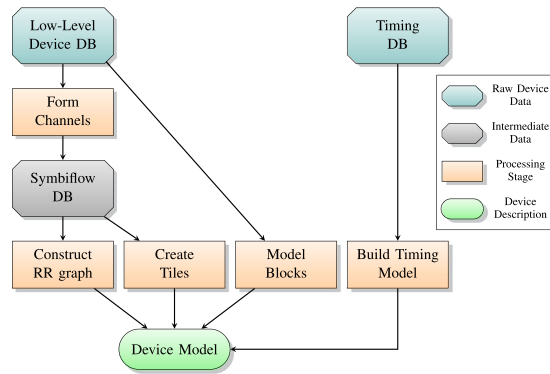 Low-Level
Device DB
Timing
DB
Form
Channels
Symbiflow
DB
Construct
RR graph
Create
Tiles
Model
Blocks
Build Timing
Model
Device Model
Raw Device
Data
Intermediate
Data
Processing
Stage
Device
Description